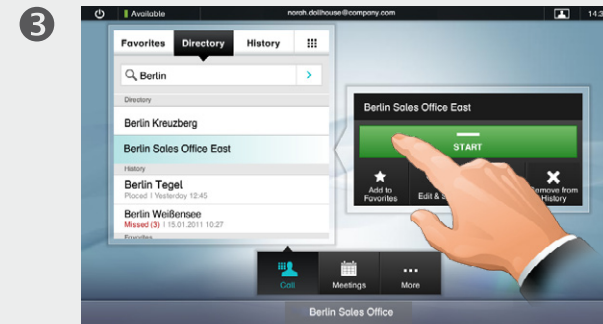 3
Available norah.dollhouse@company.com 14:3
Favorites Directory History
Berlin
Directory
Berlin Kreuzberg
Berlin Sales Office East
History
Berlin Tegel
Placed | Yesterday 12:45
Berlin Weißensee
Missed (3) | 15.01.2011 10:27
Favorites
Berlin Sales Office East
START
Add to
Favorites
Edit &
Remove from
History
Call Meetings More
Berlin Sales Office